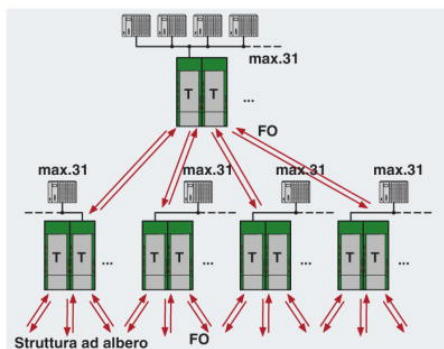 max.31
T T ...
FO
max.31 max.31 max.31 max.31
T T ... T T ... T T ... T T ...
Struttura ad albero FO